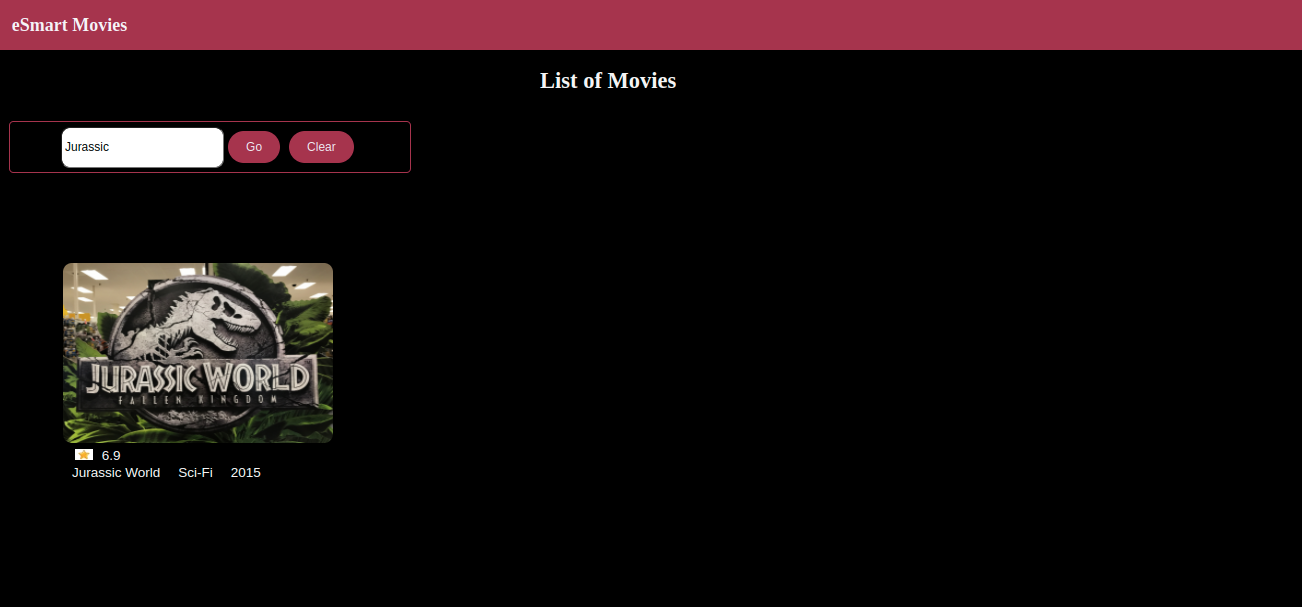 eSmart Movies
List of Movies
Jurassic Go Clear
JURASSIC WORLD
FALLEN KINGDOM
6.9
Jurassic World Sci-Fi 2015